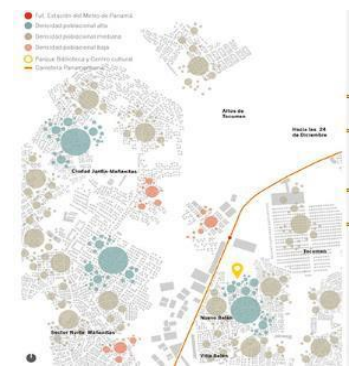 Fut. Estación del Metro de Panamá
Densidad poblacional alta
Densidad poblacional mediana
Densidad poblacional baja
Parque Biblioteca y Centro cultural
Carretera Panamericana
Altos de
Tocumen
Hacia las 24
de Diciembre
Ciudad Jardín Mañanitas
Tocumen
Nuevo Belén
Sector Norte Mañanitas
Villa Belén